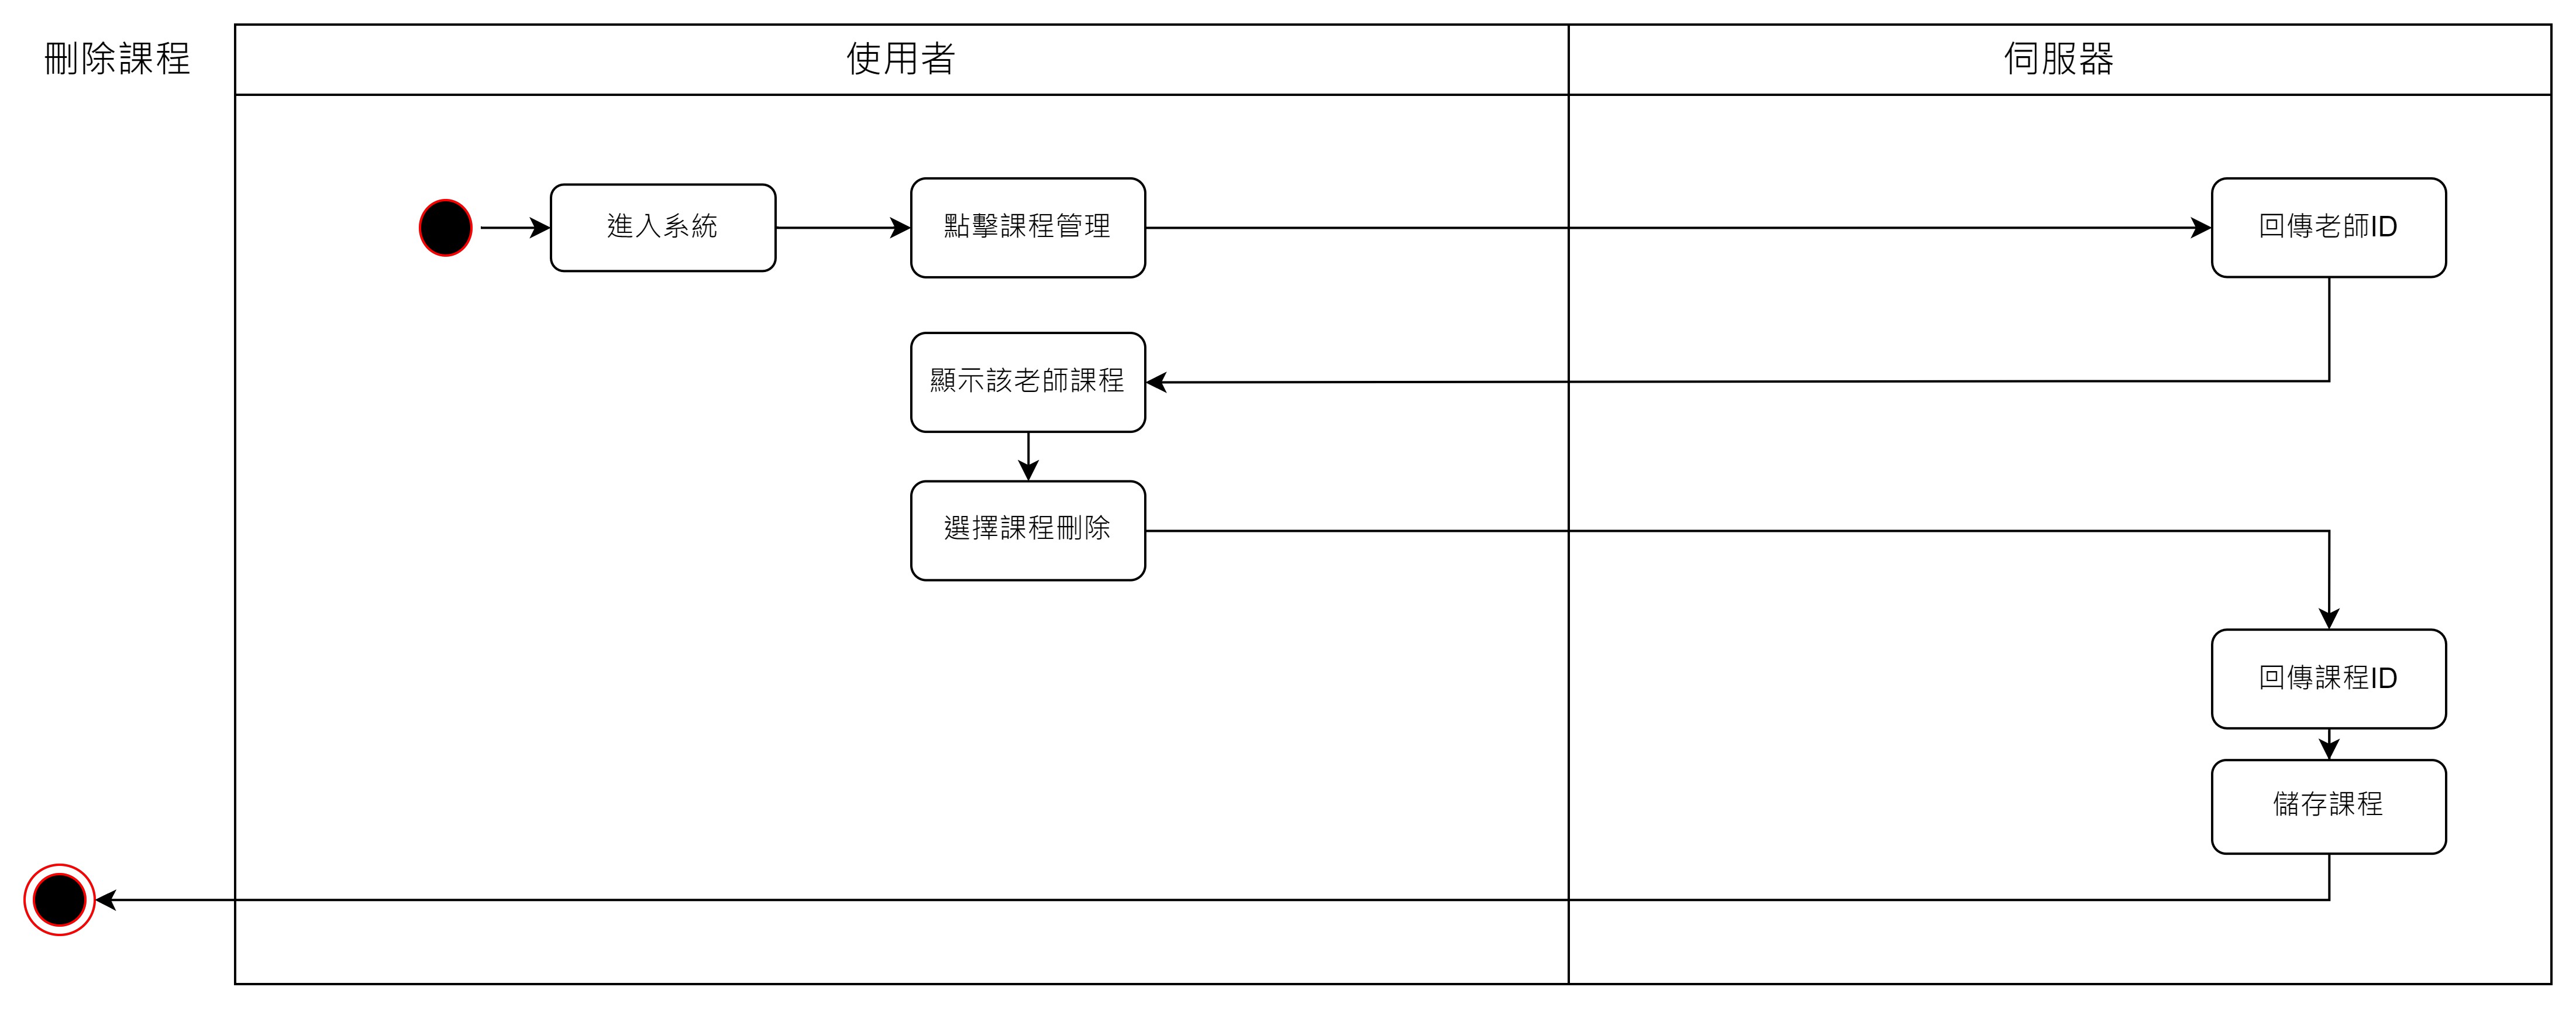 刪除課程
使用者
伺服器
進入系統
點擊課程管理
回傳老師ID
顯示該老師課程
選擇課程刪除
回傳課程ID
儲存課程